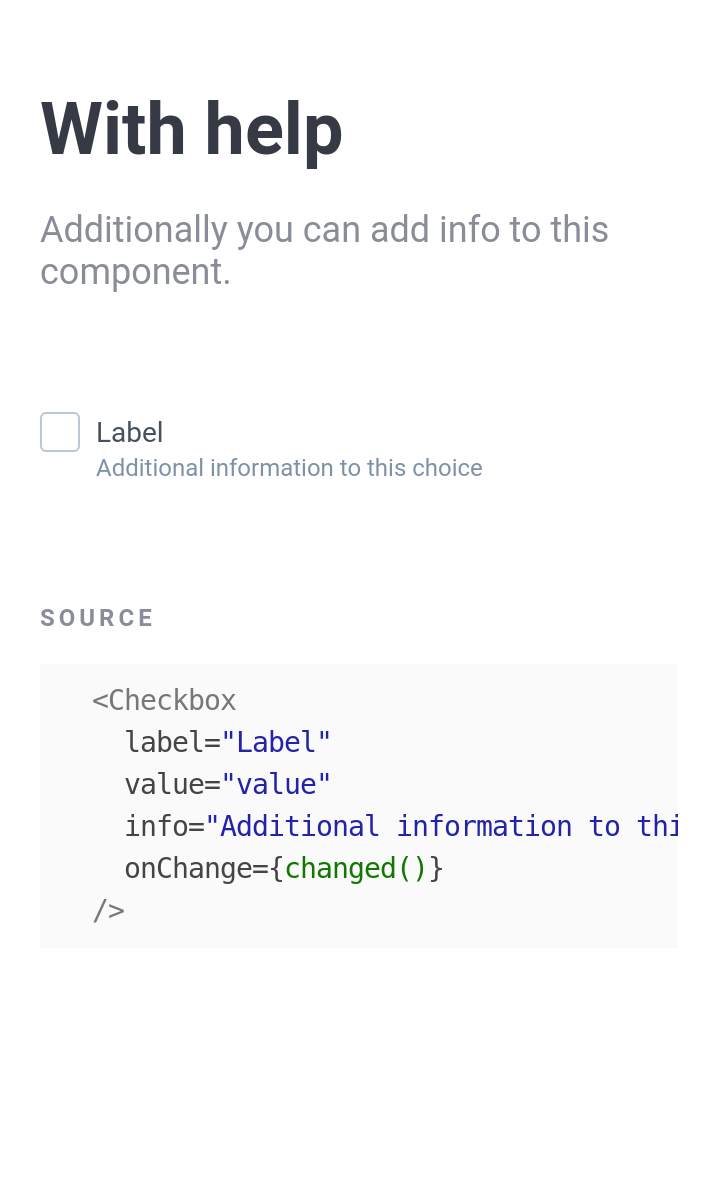 With help
Additionally you can add info to this
component.
Label
Additional information to this choice
SOURCE
<Checkbox
label="Label"
value="value"
info="Additional information to thi
onChange={changed()}
/>